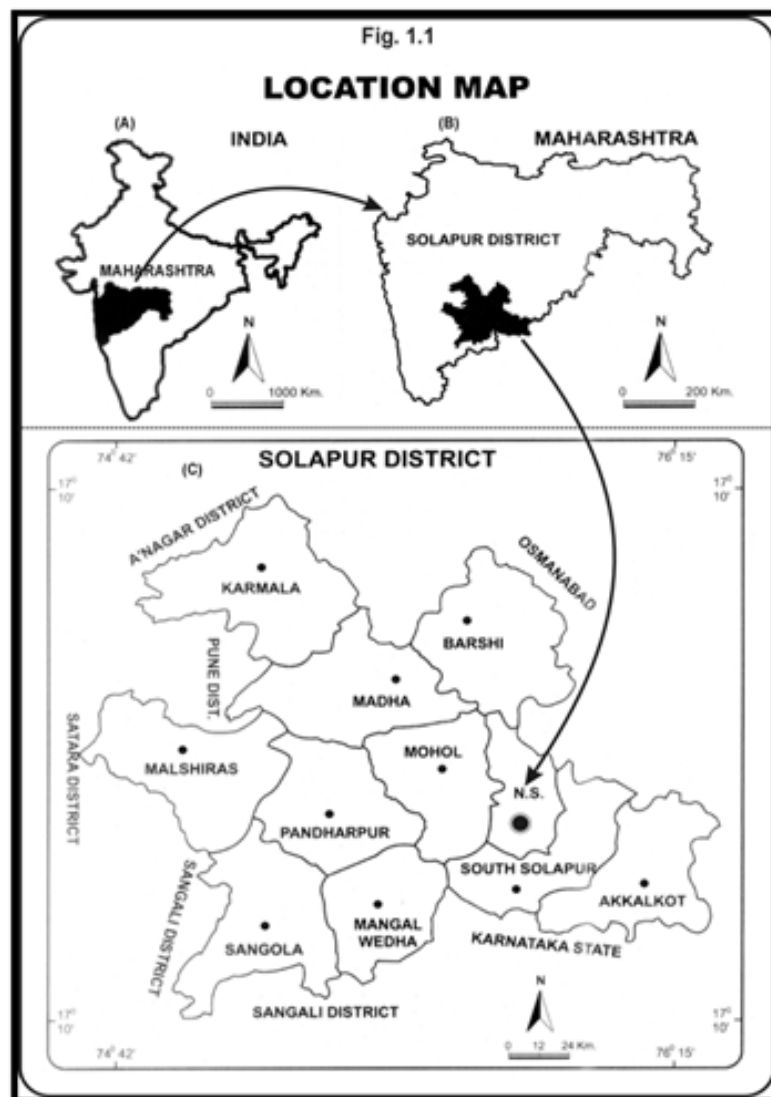 Fig. 1.1
LOCATION MAP
(A)
INDIA
(B)
MAHARASHTRA
MAHARASHTRA
SOLAPUR DISTRICT
N
0 1000 Km.
N
0 200 Km.
74° 42'
76° 15'
(C)
SOLAPUR DISTRICT
17° 10'
17° 10'
A'NAGAR DISTRICT
OSMANABAD
KARMALA
BARSHI
PUNE DIST.
MADHA
SATARA DISTRICT
MALSHIRAS
MOHOL
N.S.
PANDHARPUR
SANGALI DISTRICT
SOUTH SOLAPUR
AKKALKOT
MANGAL
WEDHA
SANGOLA
KARNATAKA STATE
SANGALI DISTRICT
N
0 12 24 Km.
17° 10'
17° 10'
74° 42'
76° 15'